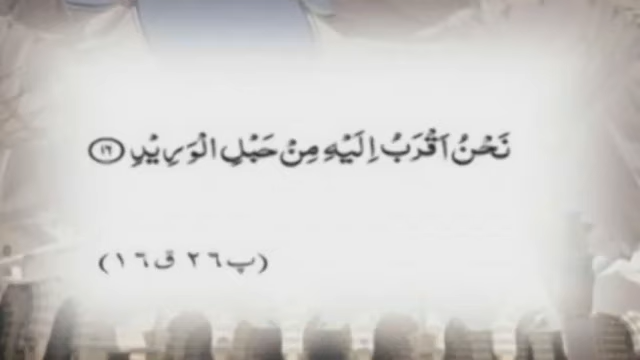 نَحْنُ اَقْرَبُ اِلَيْهِ مِنْ حَبْلِ الْوَرِيْدِ ﴿١٦﴾
(پ ٢٦ ق ١٦)